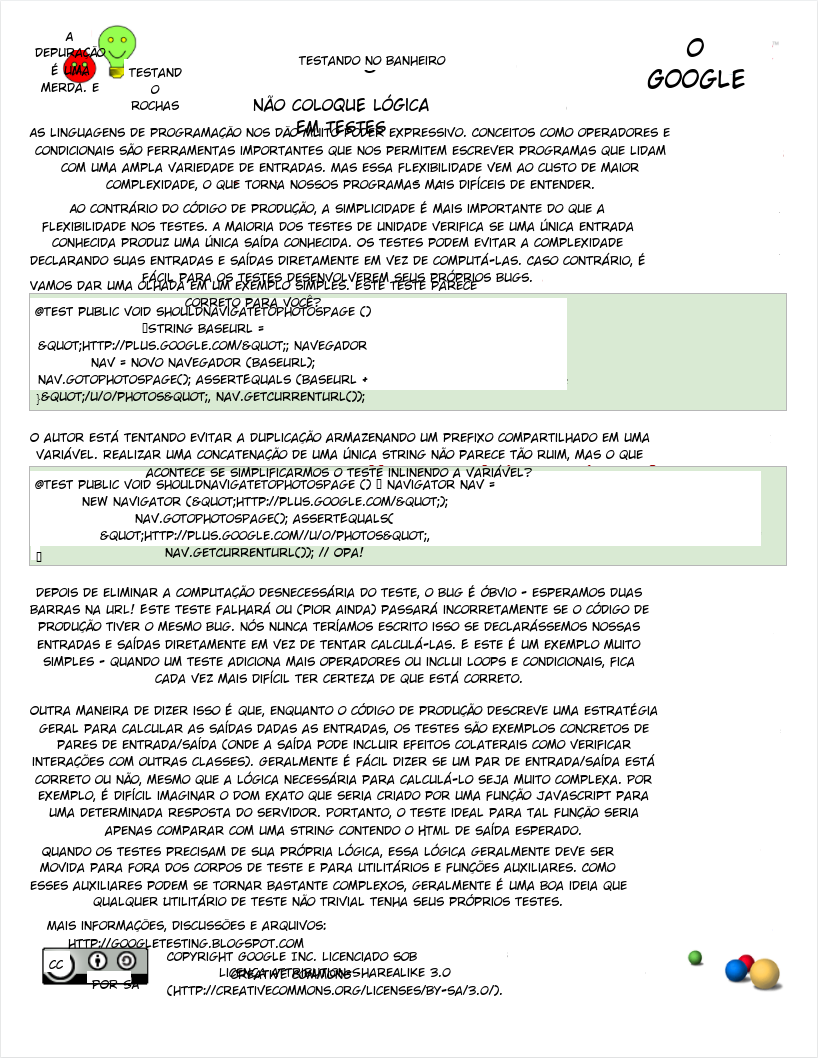 A
DEPURAÇÃO
É UMA
MERDA. E
TESTAND
O
ROCHAS
TESTANDO NO BANHEIRO
O
GOOGLE
NÃO COLOQUE LÓGICA
EM TESTES
AS LINGUAGENS DE PROGRAMAÇÃO NOS DÃO MUITO PODER EXPRESSIVO. CONCEITOS COMO OPERADORES E
CONDICIONAIS SÃO FERRAMENTAS IMPORTANTES QUE NOS PERMITEM ESCREVER PROGRAMAS QUE LIDAM
COM UMA AMPLA VARIEDADE DE ENTRADAS. MAS ESSA FLEXIBILIDADE VEM AO CUSTO DE MAIOR
COMPLEXIDADE, O QUE TORNA NOSSOS PROGRAMAS MAIS DIFÍCEIS DE ENTENDER.
AO CONTRÁRIO DO CÓDIGO DE PRODUÇÃO, A SIMPLICIDADE É MAIS IMPORTANTE DO QUE A
FLEXIBILIDADE NOS TESTES. A MAIORIA DOS TESTES DE UNIDADE VERIFICA SE UMA ÚNICA ENTRADA
CONHECIDA PRODUZ UMA ÚNICA SAÍDA CONHECIDA. OS TESTES PODEM EVITAR A COMPLEXIDADE
DECLARANDO SUAS ENTRADAS E SAÍDAS DIRETAMENTE EM VEZ DE COMPUTÁ-LAS. CASO CONTRÁRIO, É
FÁCIL PARA OS TESTES DESENVOLVEREM SEUS PRÓPRIOS BUGS.
VAMOS DAR UMA OLHADA EM UM EXEMPLO SIMPLES. ESTE TESTE PARECE
CORRETO PARA VOCÊ?
@TEST PUBLIC VOID SHOULDNAVIGATETOPHOTOSPAGE ()
STRING BASEURL =
&QUOT;HTTP://PLUS.GOOGLE.COM/&QUOT;; NAVEGADOR
NAV = NOVO NAVEGADOR (BASEURL);
NAV.GOTOPHOTOSPAGE(); ASSERTEQUALS (BASEURL +
}&QUOT;/U/O/PHOTOS&QUOT;, NAV.GETCURRENTURL());
O AUTOR ESTÁ TENTANDO EVITAR A DUPLICAÇÃO ARMAZENANDO UM PREFIXO COMPARTILHADO EM UMA
VARIÁVEL. REALIZAR UMA CONCATENAÇÃO DE UMA ÚNICA STRING NÃO PARECE TÃO RUIM, MAS O QUE
ACONTECE SE SIMPLIFICARMOS O TESTE INLINENDO A VARIÁVEL?
@TEST PUBLIC VOID SHOULDNAVIGATETOPHOTOSPAGE () NAVIGATOR NAV =
NEW NAVIGATOR (&QUOT;HTTP://PLUS.GOOGLE.COM/&QUOT;);
NAV.GOTOPHOTOSPAGE(); ASSERTEQUALS(
&QUOT;HTTP://PLUS.GOOGLE.COM//U/O/PHOTOS&QUOT;,
NAV.GETCURRENTURL()); // OPA!
DEPOIS DE ELIMINAR A COMPUTAÇÃO DESNECESSÁRIA DO TESTE, O BUG É ÓBVIO - ESPERAMOS DUAS
BARRAS NA URL! ESTE TESTE FALHARÁ OU (PIOR AINDA) PASSARÁ INCORRETAMENTE SE O CÓDIGO DE
PRODUÇÃO TIVER O MESMO BUG. NÓS NUNCA TERÍAMOS ESCRITO ISSO SE DECLARÁSSEMOS NOSSAS
ENTRADAS E SAÍDAS DIRETAMENTE EM VEZ DE TENTAR CALCULÁ-LAS. E ESTE É UM EXEMPLO MUITO
SIMPLES - QUANDO UM TESTE ADICIONA MAIS OPERADORES OU INCLUI LOOPS E CONDICIONAIS, FICA
CADA VEZ MAIS DIFÍCIL TER CERTEZA DE QUE ESTÁ CORRETO.
OUTRA MANEIRA DE DIZER ISSO É QUE, ENQUANTO O CÓDIGO DE PRODUÇÃO DESCREVE UMA ESTRATÉGIA
GERAL PARA CALCULAR AS SAÍDAS DADAS AS ENTRADAS, OS TESTES SÃO EXEMPLOS CONCRETOS DE
PARES DE ENTRADA/SAÍDA (ONDE A SAÍDA PODE INCLUIR EFEITOS COLATERAIS COMO VERIFICAR
INTERAÇÕES COM OUTRAS CLASSES). GERALMENTE É FÁCIL DIZER SE UM PAR DE ENTRADA/SAÍDA ESTÁ
CORRETO OU NÃO, MESMO QUE A LÓGICA NECESSÁRIA PARA CALCULÁ-LO SEJA MUITO COMPLEXA. POR
EXEMPLO, É DIFÍCIL IMAGINAR O DOM EXATO QUE SERIA CRIADO POR UMA FUNÇÃO JAVASCRIPT PARA
UMA DETERMINADA RESPOSTA DO SERVIDOR. PORTANTO, O TESTE IDEAL PARA TAL FUNÇÃO SERIA
APENAS COMPARAR COM UMA STRING CONTENDO O HTML DE SAÍDA ESPERADO.
QUANDO OS TESTES PRECISAM DE SUA PRÓPRIA LÓGICA, ESSA LÓGICA GERALMENTE DEVE SER
MOVIDA PARA FORA DOS CORPOS DE TESTE E PARA UTILITÁRIOS E FUNÇÕES AUXILIARES. COMO
ESSES AUXILIARES PODEM SE TORNAR BASTANTE COMPLEXOS, GERALMENTE É UMA BOA IDEIA QUE
QUALQUER UTILITÁRIO DE TESTE NÃO TRIVIAL TENHA SEUS PRÓPRIOS TESTES.
MAIS INFORMAÇÕES, DISCUSSÕES E ARQUIVOS:
HTTP://GOOGLETESTING.BLOGSPOT.COM
CC
POR SA
COPYRIGHT GOOGLE INC. LICENCIADO SOB
LICENÇA ATTRIBUTION-SHAREALIKE 3.0
CREATIVE COMMONS
(HTTP://CREATIVECOMMONS.ORG/LICENSES/BY-SA/3.0/).